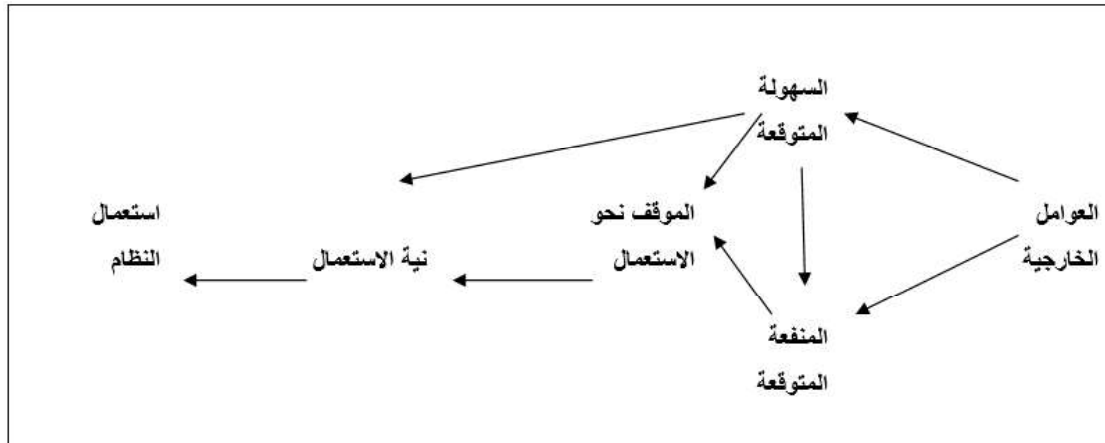 السهولة
المتوقعة
العوامل
الخارجية
الموقف نحو
الاستعمال
نية الاستعمال
استعمال
النظام
المنفعة
المتوقعة